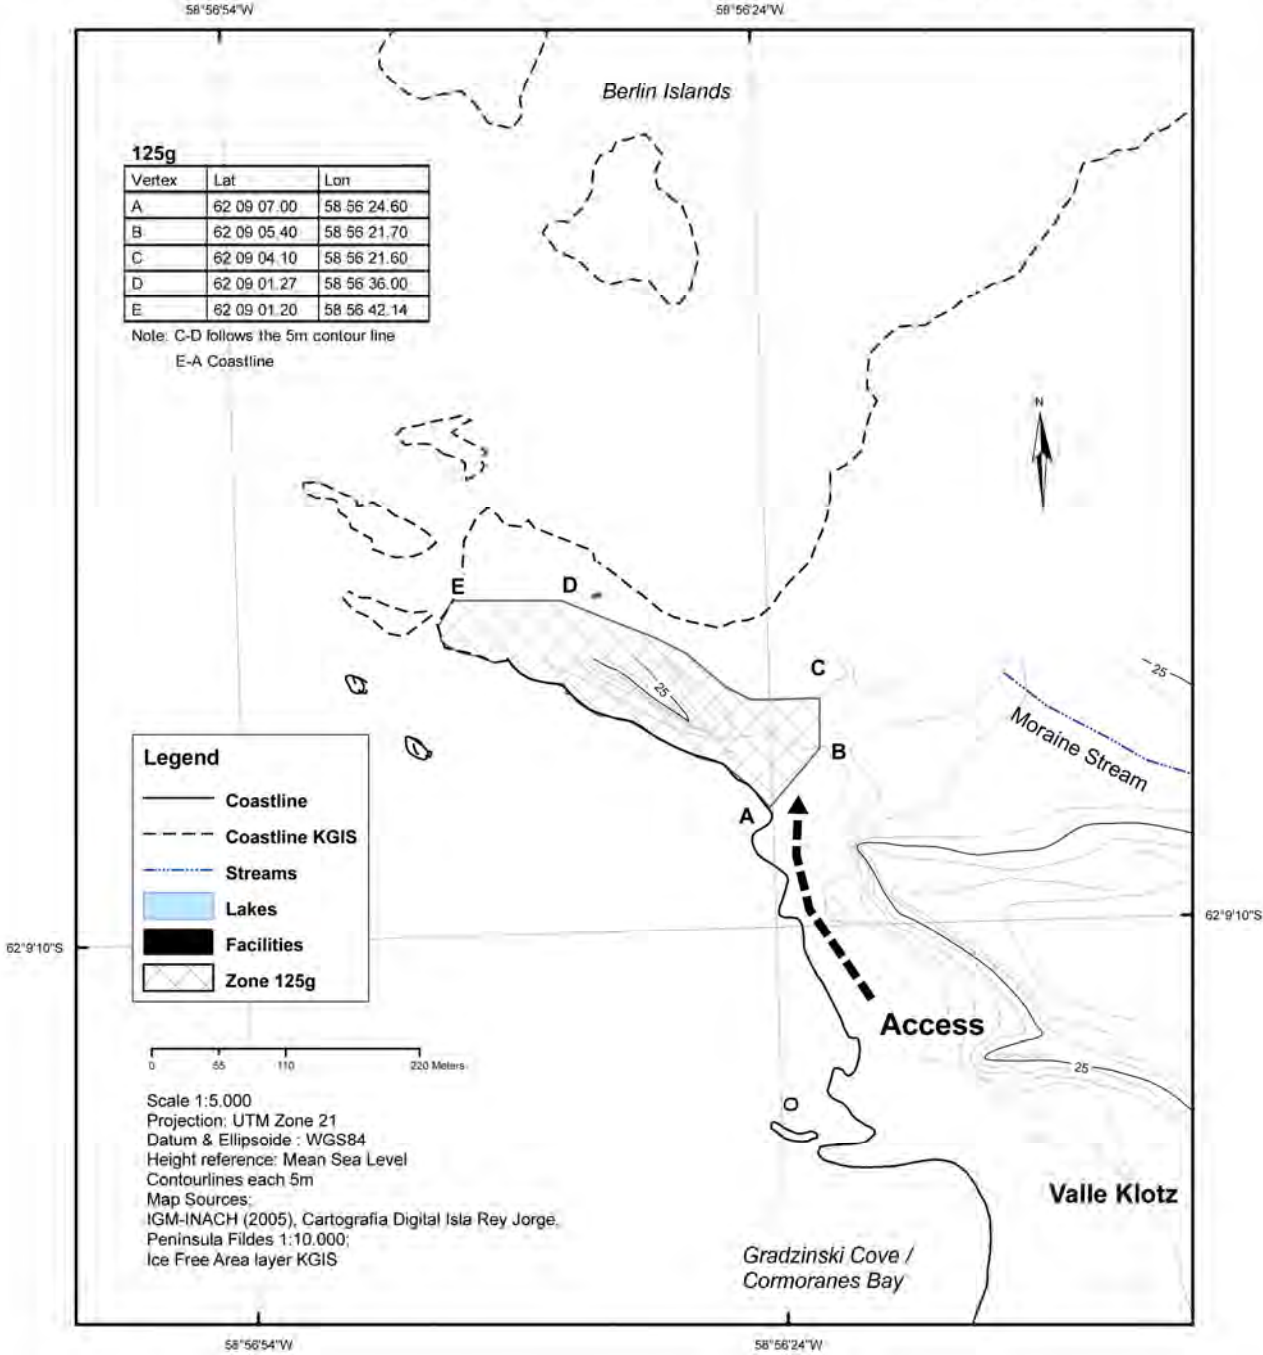 58°56'54"W
58°56'24"W
Berlin Islands
125g
Vertex Lat Lon
A 62 09 07.00 58 56 24.60
B 62 09 05.40 58 56 21.70
C 62 09 04.10 58 56 21.60
D 62 09 01.27 58 56 36.00
E 62 09 01.20 58 56 42.14
Note: C-D follows the 5m contour line
E-A Coastline
N
E
D
C
25
25
Moraine Stream
B
A
Legend
Coastline
Coastline KGIS
Streams
Lakes
Facilities
Zone 125g
62°9'10"S
62°9'10"S
Access
25
0 55 110 220 Meters
Scale 1:5.000
Projection: UTM Zone 21
Datum & Ellipsoide : WGS84
Height reference: Mean Sea Level
Contourlines each 5m
Map Sources:
IGM-INACH (2005), Cartografia Digital Isla Rey Jorge.
Peninsula Fildes 1:10.000;
Ice Free Area layer KGIS
Valle Klotz
Gradzinski Cove /
Cormoranes Bay
58°56'54"W
58°56'24"W